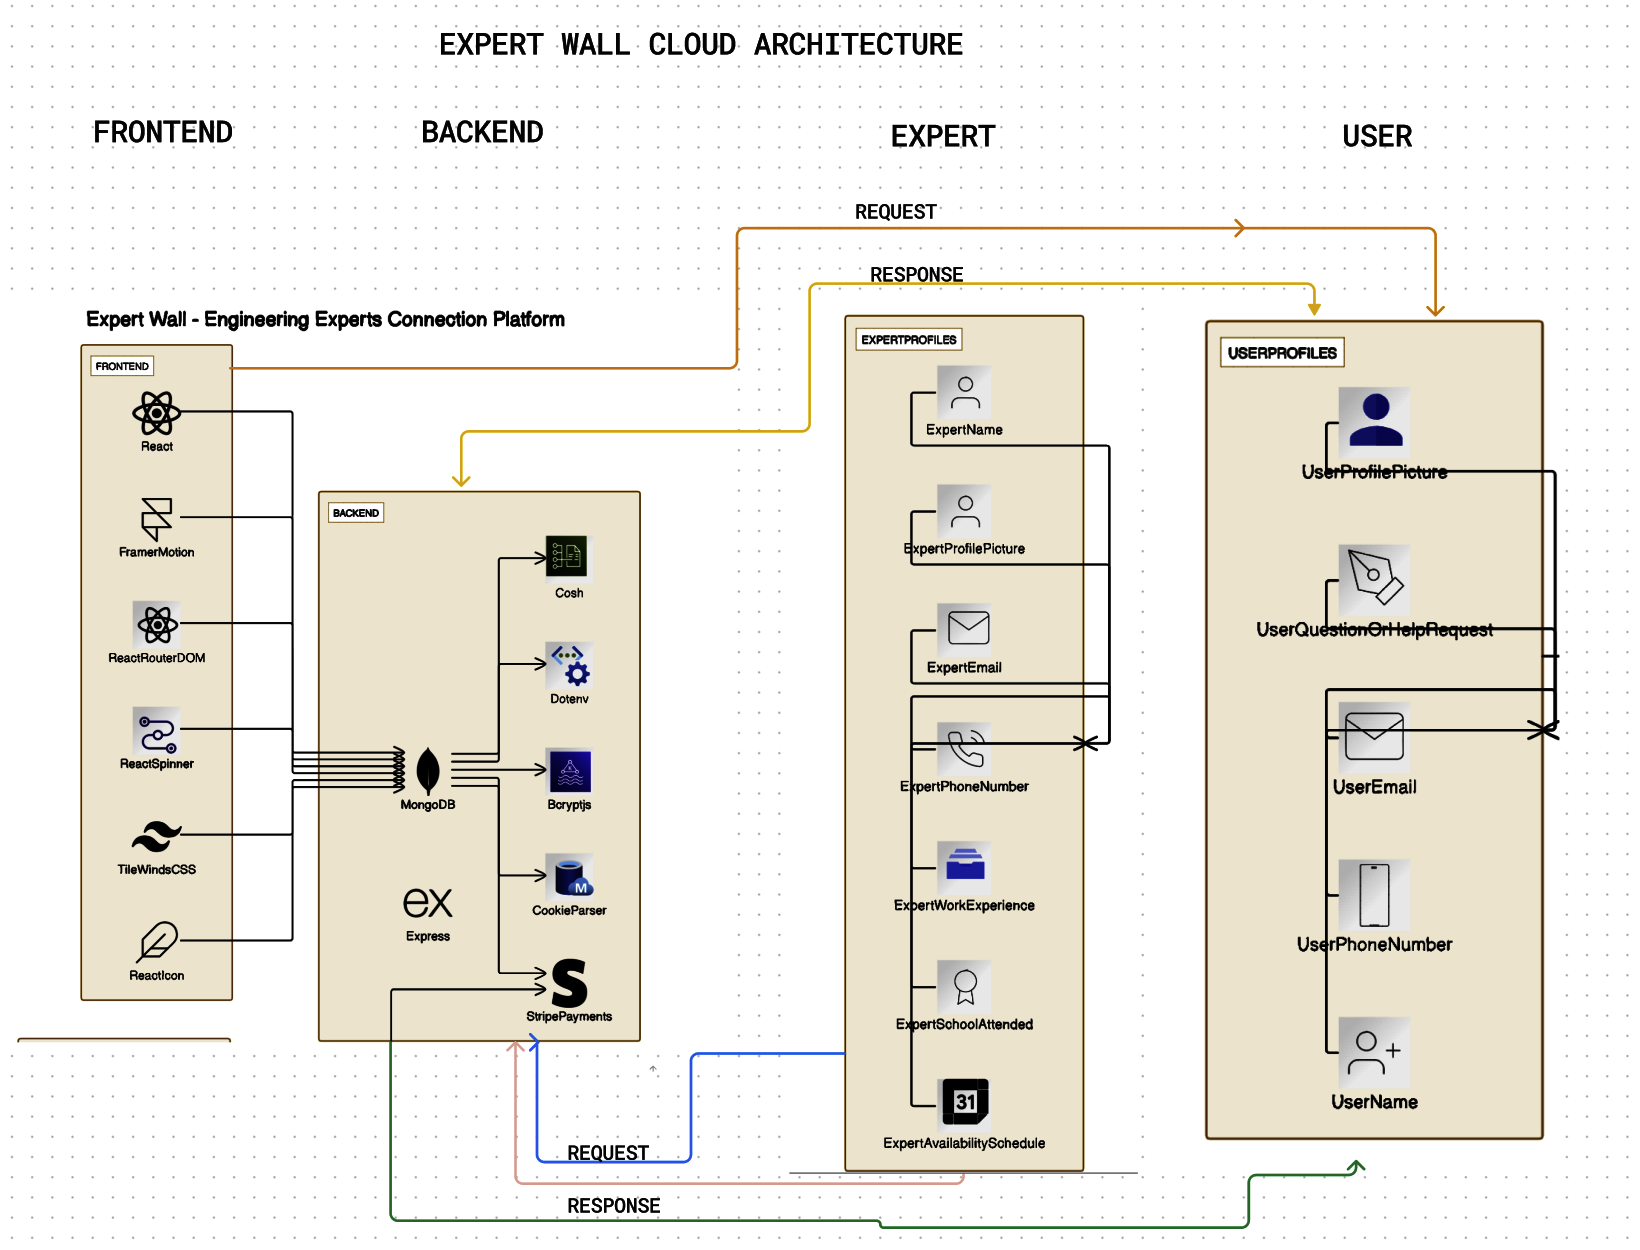 EXPERT WALL CLOUD ARCHITECTURE
FRONTEND
BACKEND
EXPERT
USER
REQUEST
RESPONSE
Expert Wall - Engineering Experts Connection Platform
FRONTEND
React
FramerMotion
ReactRouterDOM
ReactSpinner
TileWindsCSS
ReactIcon
BACKEND
MongoDB
ex
Express
Cosh
Dotenv
Bcryptjs
M
CookieParser
S
StripePayments
EXPERTPROFILES
ExpertName
ExpertProfilePicture
ExpertEmail
ExpertPhoneNumber
ExpertWorkExperience
ExpertSchoolAttended
31
ExpertAvailabilitySchedule
USERPROFILES
UserProfilePicture
UserQuestionOrHelpRequest
UserEmail
UserPhoneNumber
UserName
REQUEST
RESPONSE